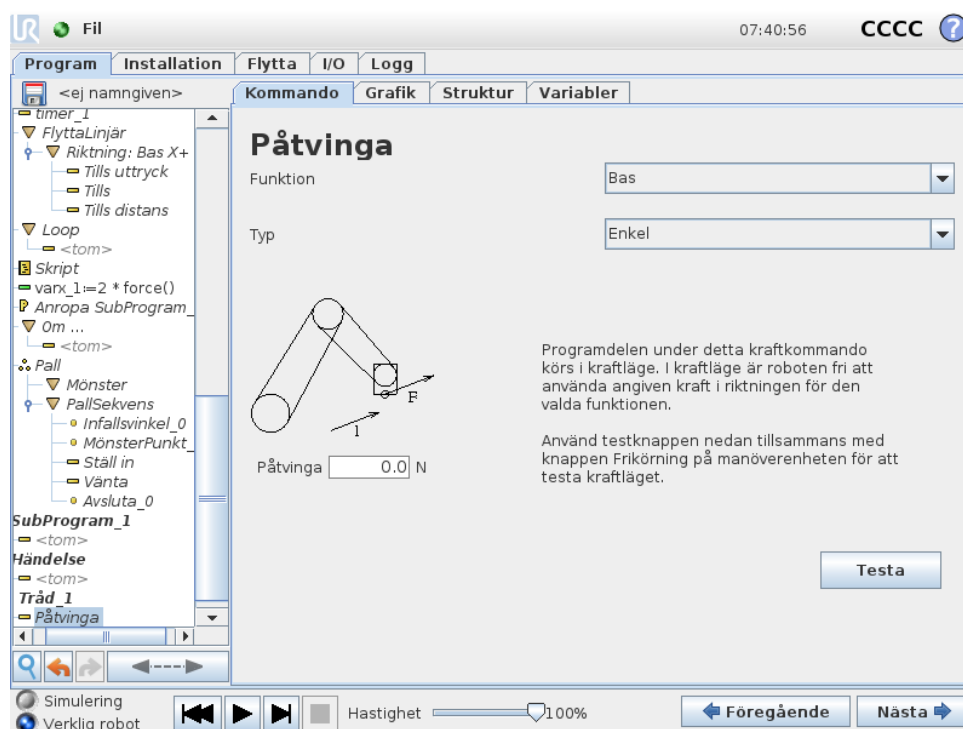 UR Fil 07:40:56 CCCC ?
Program Installation Flytta I/O Logg
<ej namngiven>
Kommando Grafik Struktur Variabler
timer_1
FlyttaLinjär
Riktning: Bas X+
Tills uttryck
Tills
Tills distans
Loop
<tom>
Skript
varx_1:=2 * force()
Anropa SubProgram_
Om ...
<tom>
Pall
Mönster
PallSekvens
Infallsvinkel_0
MönsterPunkt_
Ställ in
Vänta
Avsluta_0
SubProgram_1
<tom>
Händelse
<tom>
Tråd_1
Påtvinga
Påtvinga
Funktion
Bas
Typ
Enkel
F
l
Påtvinga 0.0 N
Programdelen under detta kraftkommando
körs i kraftläge. I kraftläge är roboten fri att
använda angiven kraft i riktningen för den
valda funktionen.
Använd testknappen nedan tillsammans med
knappen Frikörning på manöverenheten för att
testa kraftläget.
Testa
Simulering
Verklig robot
Hastighet 100%
Föregående
Nästa